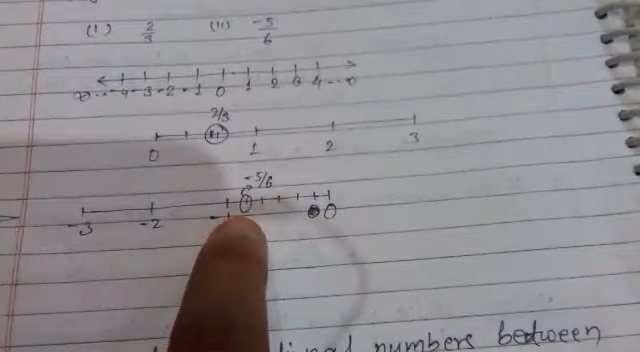 (i) 2/3 (ii) -5/6
∞ ... -4 -3 -2 -1 0 1 2 3 4 ... ∞
2/3
0 1 2 3
-5/6
-3 -2 0
numbers between